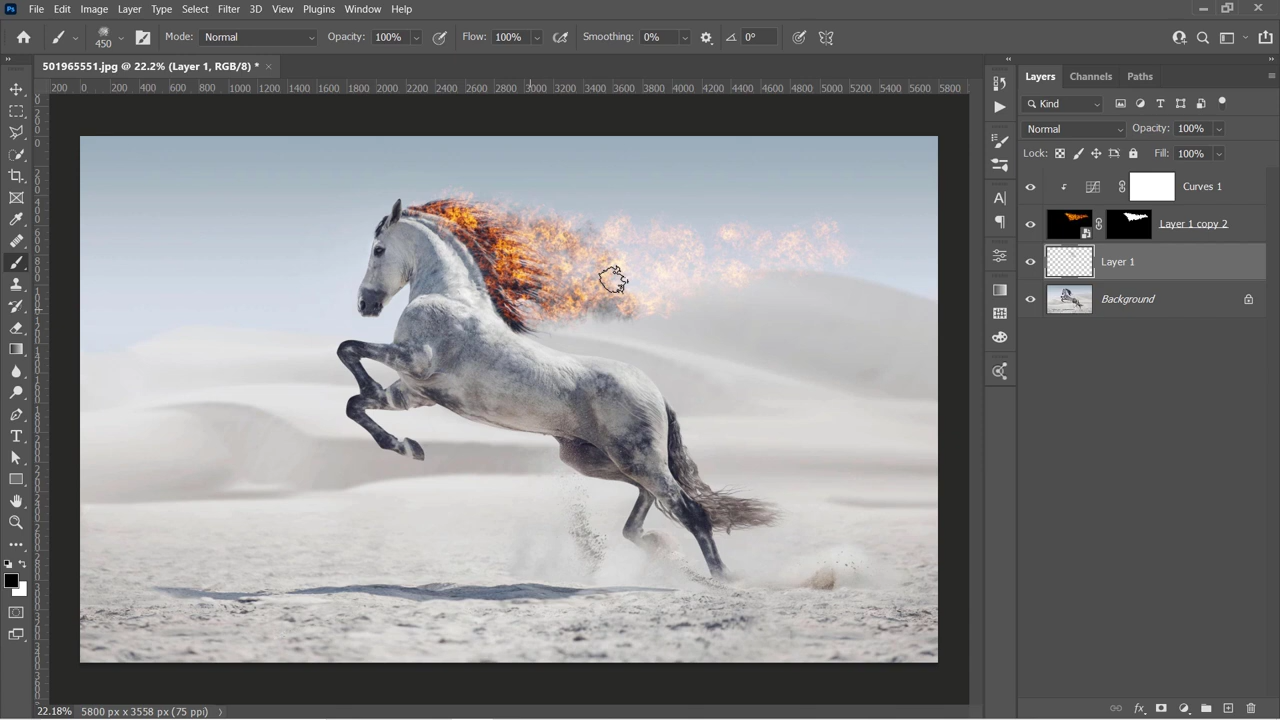 Ps File Edit Image Layer Type Select Filter 3D View Plugins Window Help
450 Mode: Normal Opacity: 100% Flow: 100% Smoothing: 0% 0°
501965551.jpg @ 22.2% (Layer 1, RGB/8) *
200 0 200 400 600 800 1000 1200 1400 1600 1800 2000 2200 2400 2600 2800 3000 3200 3400 3600 3800 4000 4200 4400 4600 4800 5000 5200 5400 5600 5800
Layers Channels Paths
Kind
Normal Opacity: 100%
Lock: Fill: 100%
Curves 1
Layer 1 copy 2
Layer 1
Background
22.18% 5800 px x 3558 px (75 ppi)